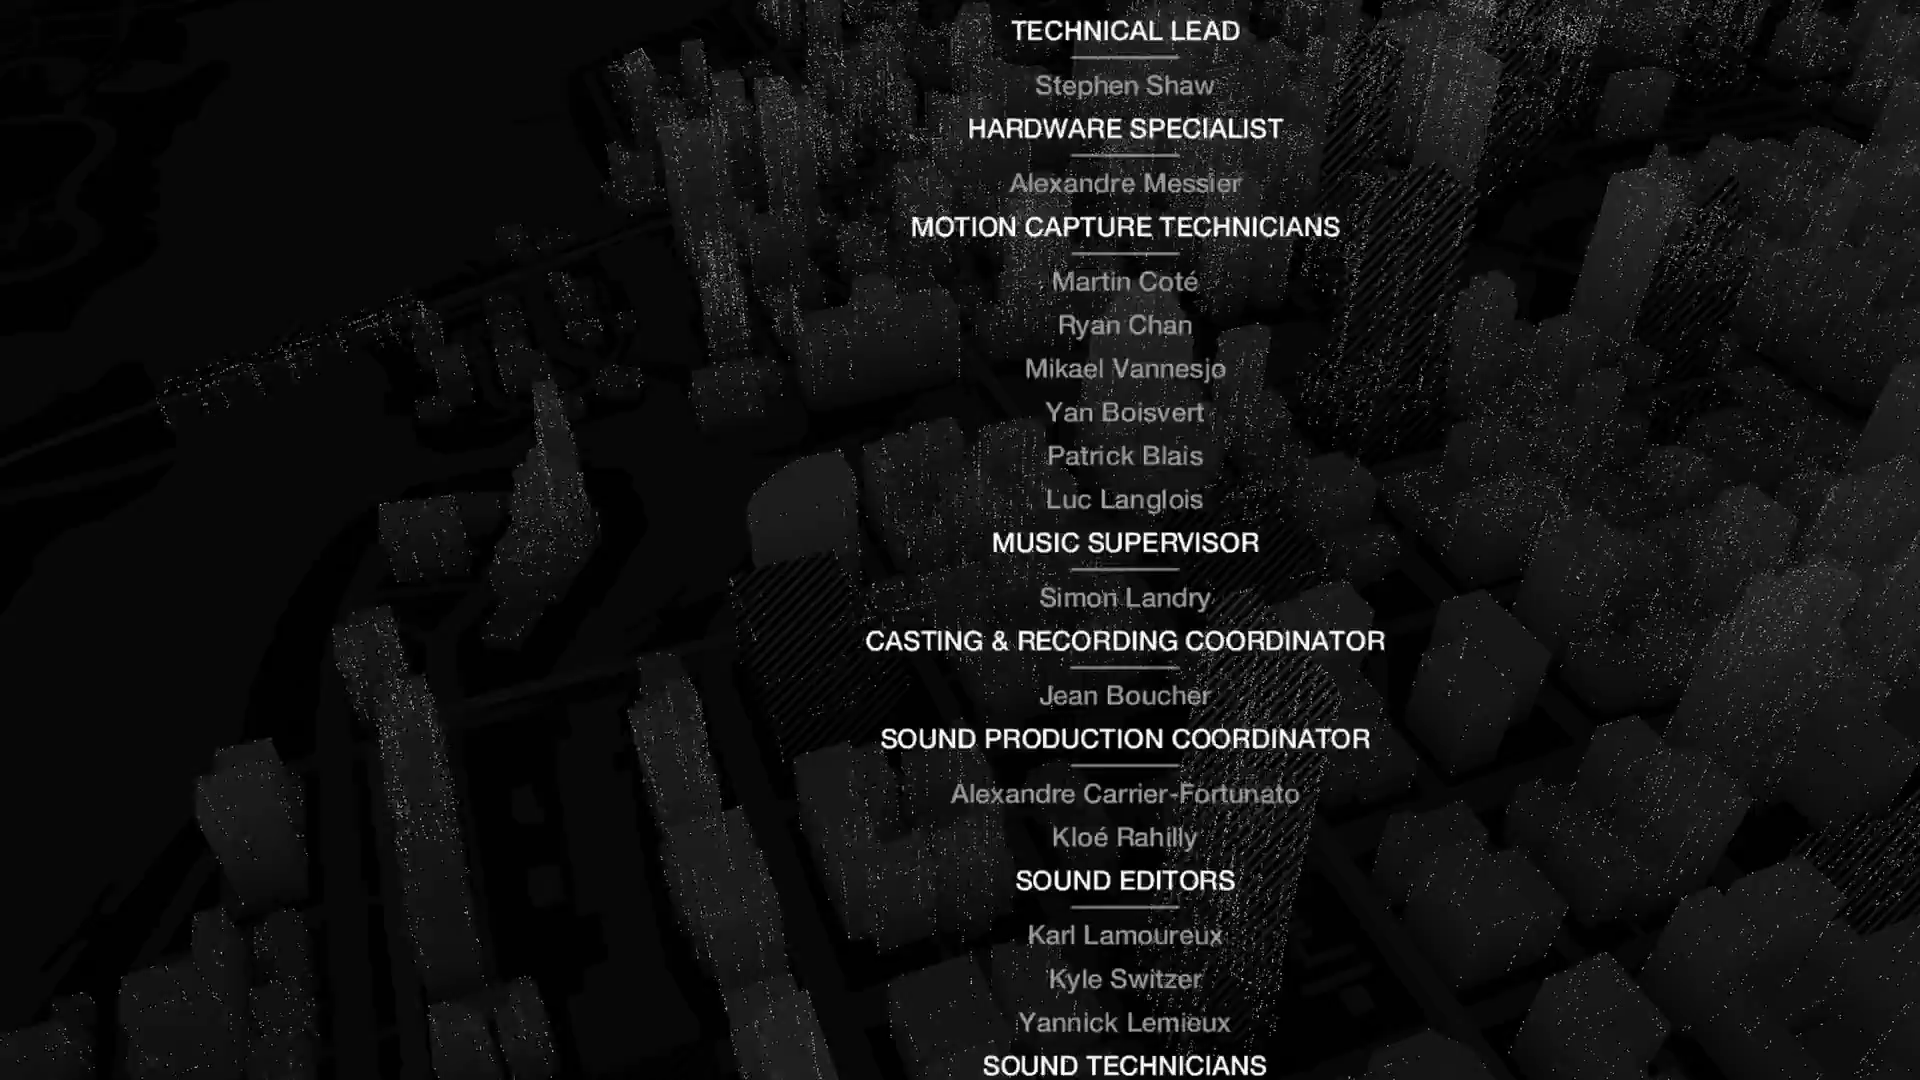 TECHNICAL LEAD
Stephen Shaw
HARDWARE SPECIALIST
Alexandre Messier
MOTION CAPTURE TECHNICIANS
Martin Coté
Ryan Chan
Mikael Vannesjo
Yan Boisvert
Patrick Blais
Luc Langlois
MUSIC SUPERVISOR
Simon Landry
CASTING & RECORDING COORDINATOR
Jean Boucher
SOUND PRODUCTION COORDINATOR
Alexandre Carrier-Fortunato
Kloé Rahilly
SOUND EDITORS
Karl Lamoureux
Kyle Switzer
Yannick Lemieux
SOUND TECHNICIANS